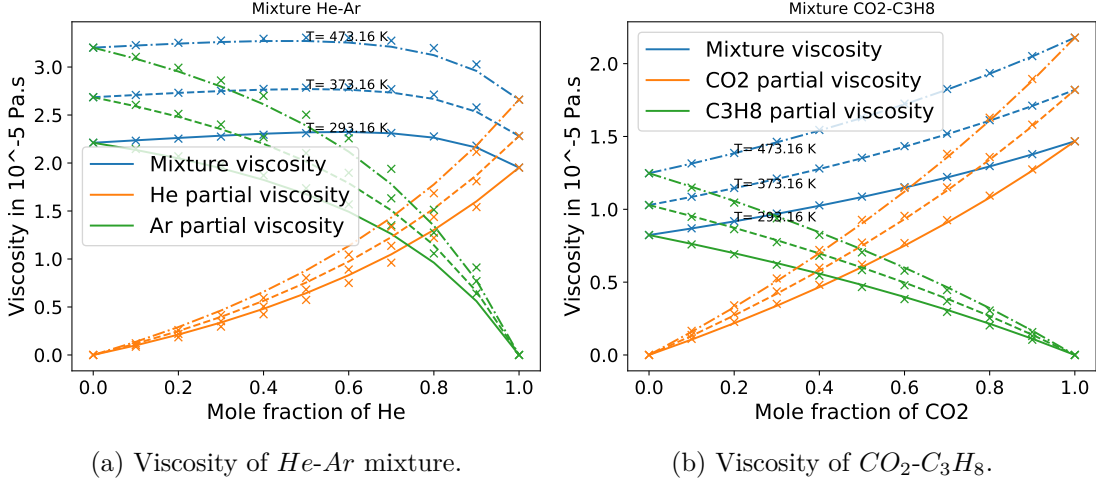 Mixture He-Ar
Viscosity in 10^-5 Pa.s
3.0
2.5
2.0
1.5
1.0
0.5
0.0
T= 473.16 K
T= 373.16 K
T= 293.16 K
Mixture viscosity
He partial viscosity
Ar partial viscosity
0.0 0.2 0.4 0.6 0.8 1.0
Mole fraction of He
(a) Viscosity of He-Ar mixture.
Mixture CO2-C3H8
Viscosity in 10^-5 Pa.s
2.0
1.5
1.0
0.5
0.0
Mixture viscosity
CO2 partial viscosity
C3H8 partial viscosity
T= 473.16 K
T= 373.16 K
T= 293.16 K
0.0 0.2 0.4 0.6 0.8 1.0
Mole fraction of CO2
(b) Viscosity of CO₂-C₃H₈.